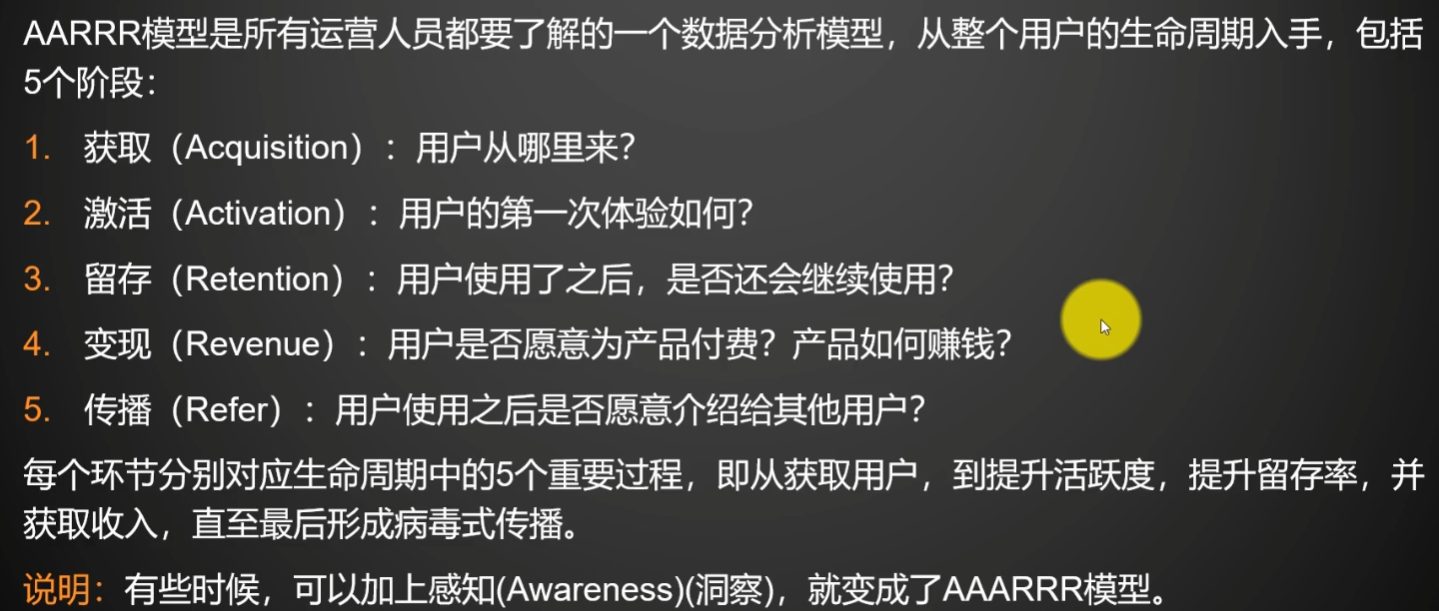 AARRR模型是所有运营人员都要了解的一个数据分析模型，从整个用户的生命周期入手，包括
5个阶段：
1. 获取（Acquisition）：用户从哪里来？
2. 激活（Activation）：用户的第一次体验如何？
3. 留存（Retention）：用户使用了之后，是否还会继续使用？
4. 变现（Revenue）：用户是否愿意为产品付费？产品如何赚钱？
5. 传播（Refer）：用户使用之后是否愿意介绍给其他用户？
每个环节分别对应生命周期中的5个重要过程，即从获取用户，到提升活跃度，提升留存率，并
获取收入，直至最后形成病毒式传播。
说明：有些时候，可以加上感知(Awareness)(洞察)，就变成了AAARRR模型。